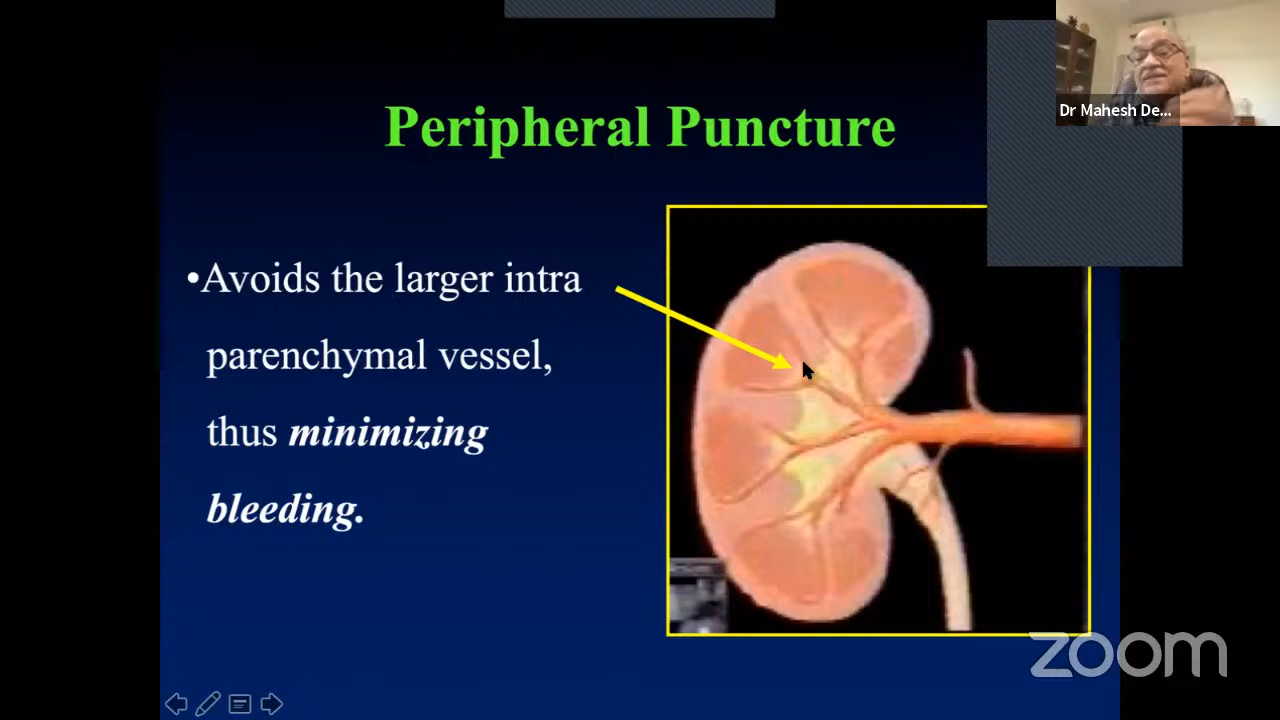 Dr Mahesh De...
Peripheral Puncture
•Avoids the larger intra
parenchymal vessel,
thus minimizing
bleeding.
zoom